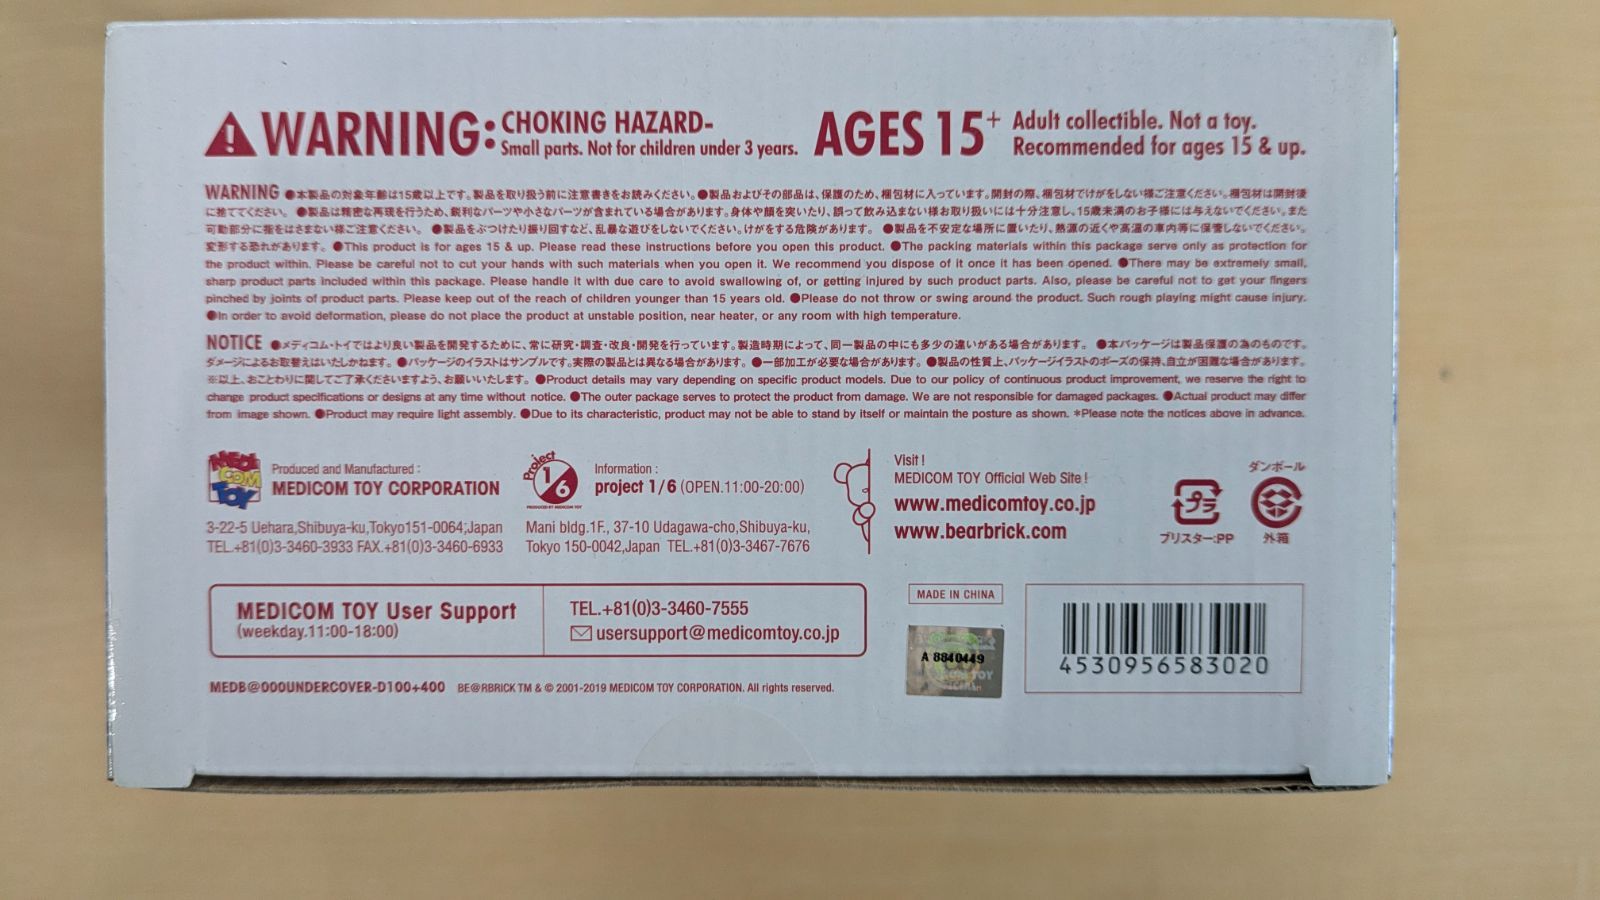 WARNING: CHOKING HAZARD-
Small parts. Not for children under 3 years.
AGES 15+ Adult collectible. Not a toy.
Recommended for ages 15 & up.
WARNING ●本製品の対象年齢は15歳以上です。製品を取り扱う前に注意書きをお読みください。●製品およびその部品は、保護のため、梱包材に入っています。開封の際、梱包材でけがをしない様ご注意ください。梱包材は開封後
に捨ててください。 ●製品は精密な再現を行うため、鋭利なパーツや小さなパーツが含まれている場合があります。身体や顔を突いたり、誤って飲み込まない様お取り扱いには十分注意し、15歳未満のお子様には与えないでください。また
可動部分に指をはさまない様ご注意ください。 ●製品をぶつけたり振り回すなど、乱暴な遊びをしないでください。けがをする危険があります。 ●製品を不安定な場所に置いたり、熱源の近くや高温の車内等に保管しないでください。
変形する恐れがあります。 ●This product is for ages 15 & up. Please read these instructions before you open this product. ●The packing materials within this package serve only as protection for
the product within. Please be careful not to cut your hands with such materials when you open it. We recommend you dispose of it once it has been opened. ●There may be extremely small,
sharp product parts included within this package. Please handle it with due care to avoid swallowing of, or getting injured by such product parts. Also, please be careful not to get your fingers
pinched by joints of product parts. Please keep out of the reach of children younger than 15 years old. ●Please do not throw or swing around the product. Such rough playing might cause injury.
●In order to avoid deformation, please do not place the product at unstable position, near heater, or any room with high temperature.
NOTICE ●メディコム・トイではより良い製品を開発するために、常に研究・調査・改良・開発を行っています。製造時期によって、同一製品の中にも多少の違いがある場合があります。 ●本パッケージは製品保護の為のものです。
ダメージによるお取替えはいたしかねます。 ●パッケージのイラストはサンプルです。実際の製品とは異なる場合があります。 ●一部加工が必要な場合があります。 ●製品の性質上、パッケージイラストのポーズの保持、自立が困難な場合があります。
※以上、おことわりに関してご了承くださいますよう、お願いいたします。 ●Product details may vary depending on specific product models. Due to our policy of continuous product improvement, we reserve the right to
change product specifications or designs at any time without notice. ●The outer package serves to protect the product from damage. We are not responsible for damaged packages. ●Actual product may differ
from image shown. ●Product may require light assembly. ●Due to its characteristic, product may not be able to stand by itself or maintain the posture as shown. *Please note the notices above in advance.
MEDI COM TOY
Produced and Manufactured :
MEDICOM TOY CORPORATION
3-22-5 Uehara,Shibuya-ku,Tokyo151-0064,Japan
TEL.+81(0)3-3460-3933 FAX.+81(0)3-3460-6933
Project 1/6
PRODUCED BY MEDICOM TOY
Information :
project 1/6 (OPEN.11:00-20:00)
Mani bldg.1F., 37-10 Udagawa-cho,Shibuya-ku,
Tokyo 150-0042,Japan TEL.+81(0)3-3467-7676
Visit !
MEDICOM TOY Official Web Site !
www.medicomtoy.co.jp
www.bearbrick.com
プラ
ブリスター:PP
ダンボール
外箱
MEDICOM TOY User Support
(weekday.11:00-18:00)
TEL.+81(0)3-3460-7555
usersupport@medicomtoy.co.jp
MADE IN CHINA
A 8840449
4530956583020
MEDB@000UNDERCOVER-D100+400 BE@RBRICK TM & © 2001-2019 MEDICOM TOY CORPORATION. All rights reserved.